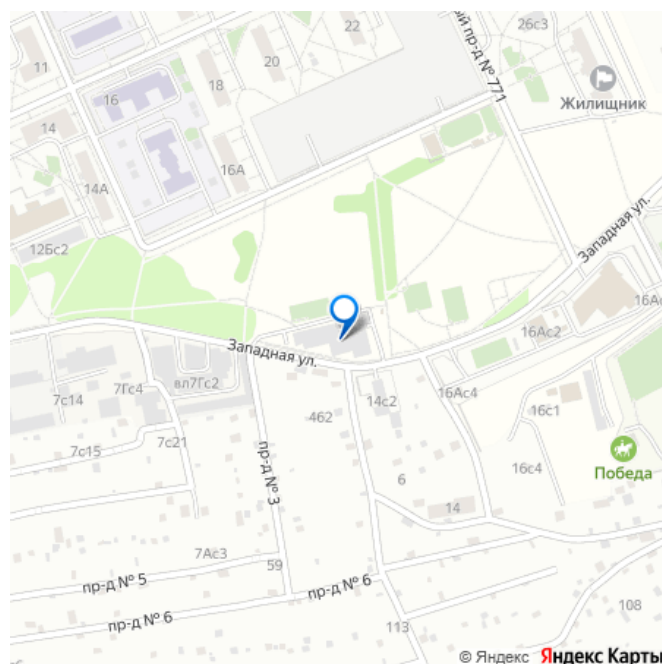 22
26с3
11
20
ый пр-д № 771
18
16
Жилищник
14
16А
14А
Западная ул.
12Бс2
16Ас
16Ас2
Западная ул.
7Гс4
вл7Гс2
7с14
16Ас4
14с2
16с1
462
7с21
7с15
пр-д № 3
16с4
6
Победа
14
7Ас3
59
пр-д № 5
пр-д № 6
пр-д № 6
108
113
6
© Яндекс Яндекс Карты